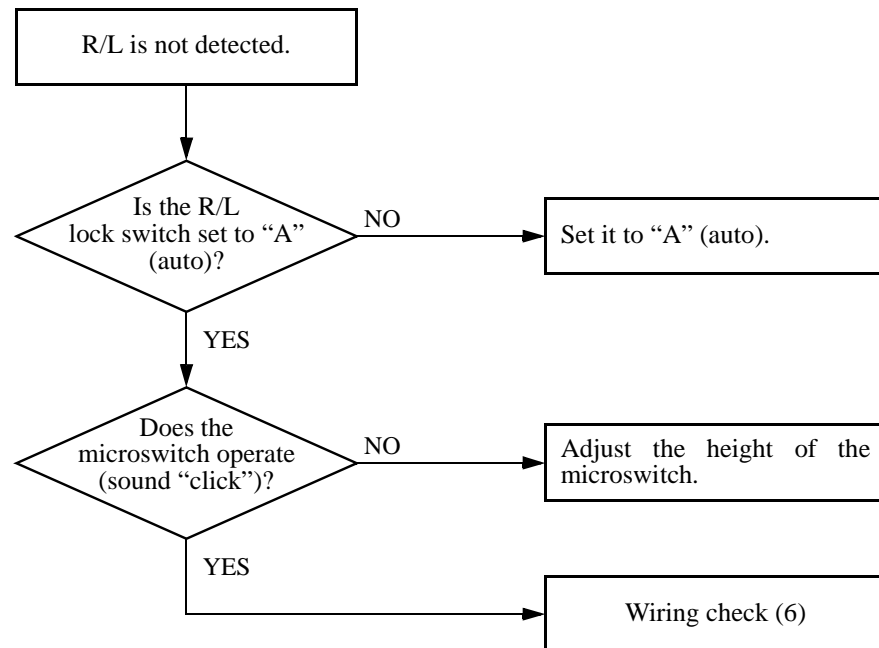 R/L is not detected.
Is the R/L
lock switch set to “A”
(auto)?
NO
Set it to “A” (auto).
YES
Does the
microswitch operate
(sound “click”)?
NO
Adjust the height of the
microswitch.
YES
Wiring check (6)